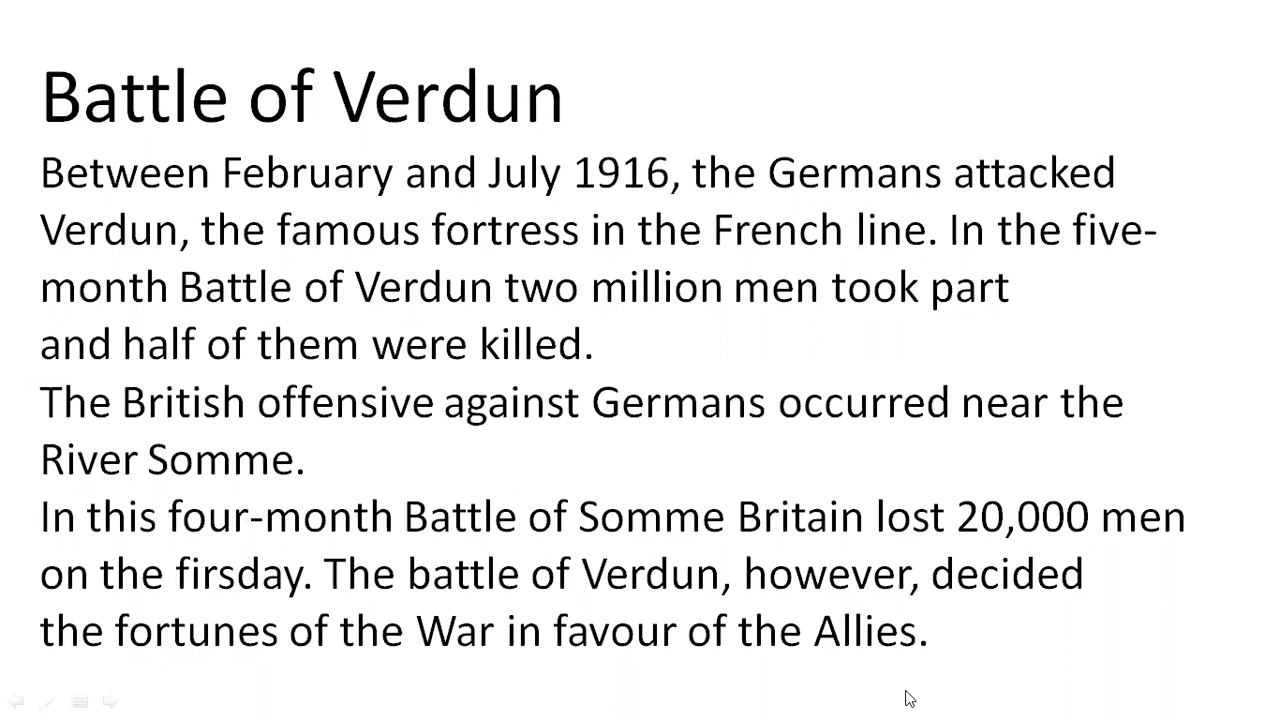 Battle of Verdun
Between February and July 1916, the Germans attacked
Verdun, the famous fortress in the French line. In the five-
month Battle of Verdun two million men took part
and half of them were killed.
The British offensive against Germans occurred near the
River Somme.
In this four-month Battle of Somme Britain lost 20,000 men
on the firsday. The battle of Verdun, however, decided
the fortunes of the War in favour of the Allies.